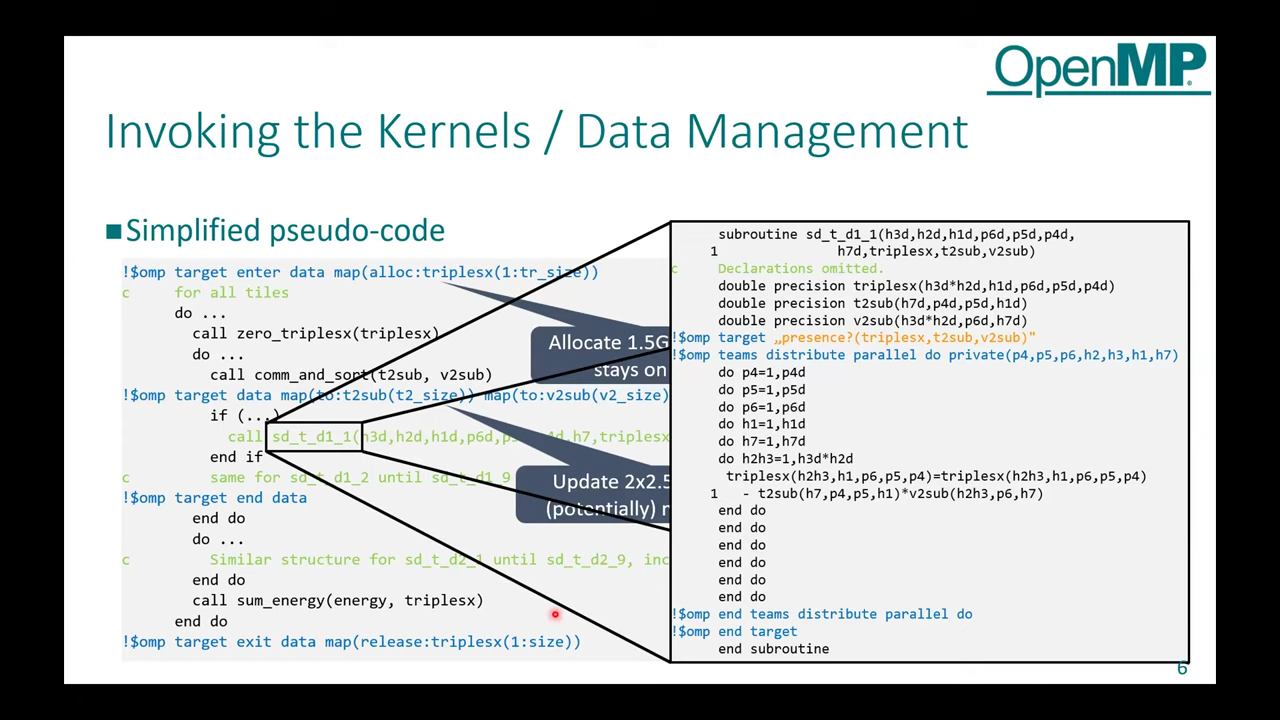 OpenMP
Invoking the Kernels / Data Management
Simplified pseudo-code
!$omp target enter data map(alloc:triplesx(1:tr_size))
c     for all tiles
      do ...
        call zero_triplesx(triplesx)
        do ...
          call comm_and_sort(t2sub, v2sub)
!$omp target data map(to:t2sub(t2_size)) map(to:v2sub(v2_size)
          if (...)
            call sd_t_d1_1(h3d,h2d,h1d,p6d,p5d,p4d,h7,triplesx
          end if
c         same for sd_t_d1_2 until sd_t_d1_9
!$omp target end data
        end do
        do ...
c         Similar structure for sd_t_d2_1 until sd_t_d2_9, inc
        end do
        call sum_energy(energy, triplesx)
      end do
!$omp target exit data map(release:triplesx(1:size))
Allocate 1.5G
stays on
Update 2x2.5
(potentially)
      subroutine sd_t_d1_1(h3d,h2d,h1d,p6d,p5d,p4d,
     1              h7d,triplesx,t2sub,v2sub)
c     Declarations omitted.
      double precision triplesx(h3d*h2d,h1d,p6d,p5d,p4d)
      double precision t2sub(h7d,p4d,p5d,h1d)
      double precision v2sub(h3d*h2d,p6d,h7d)
!$omp target „presence?(triplesx,t2sub,v2sub)"
!$omp teams distribute parallel do private(p4,p5,p6,h2,h3,h1,h7)
      do p4=1,p4d
      do p5=1,p5d
      do p6=1,p6d
      do h1=1,h1d
      do h7=1,h7d
      do h2h3=1,h3d*h2d
       triplesx(h2h3,h1,p6,p5,p4)=triplesx(h2h3,h1,p6,p5,p4)
     1   - t2sub(h7,p4,p5,h1)*v2sub(h2h3,p6,h7)
      end do
      end do
      end do
      end do
      end do
      end do
!$omp end teams distribute parallel do
!$omp end target
      end subroutine
6